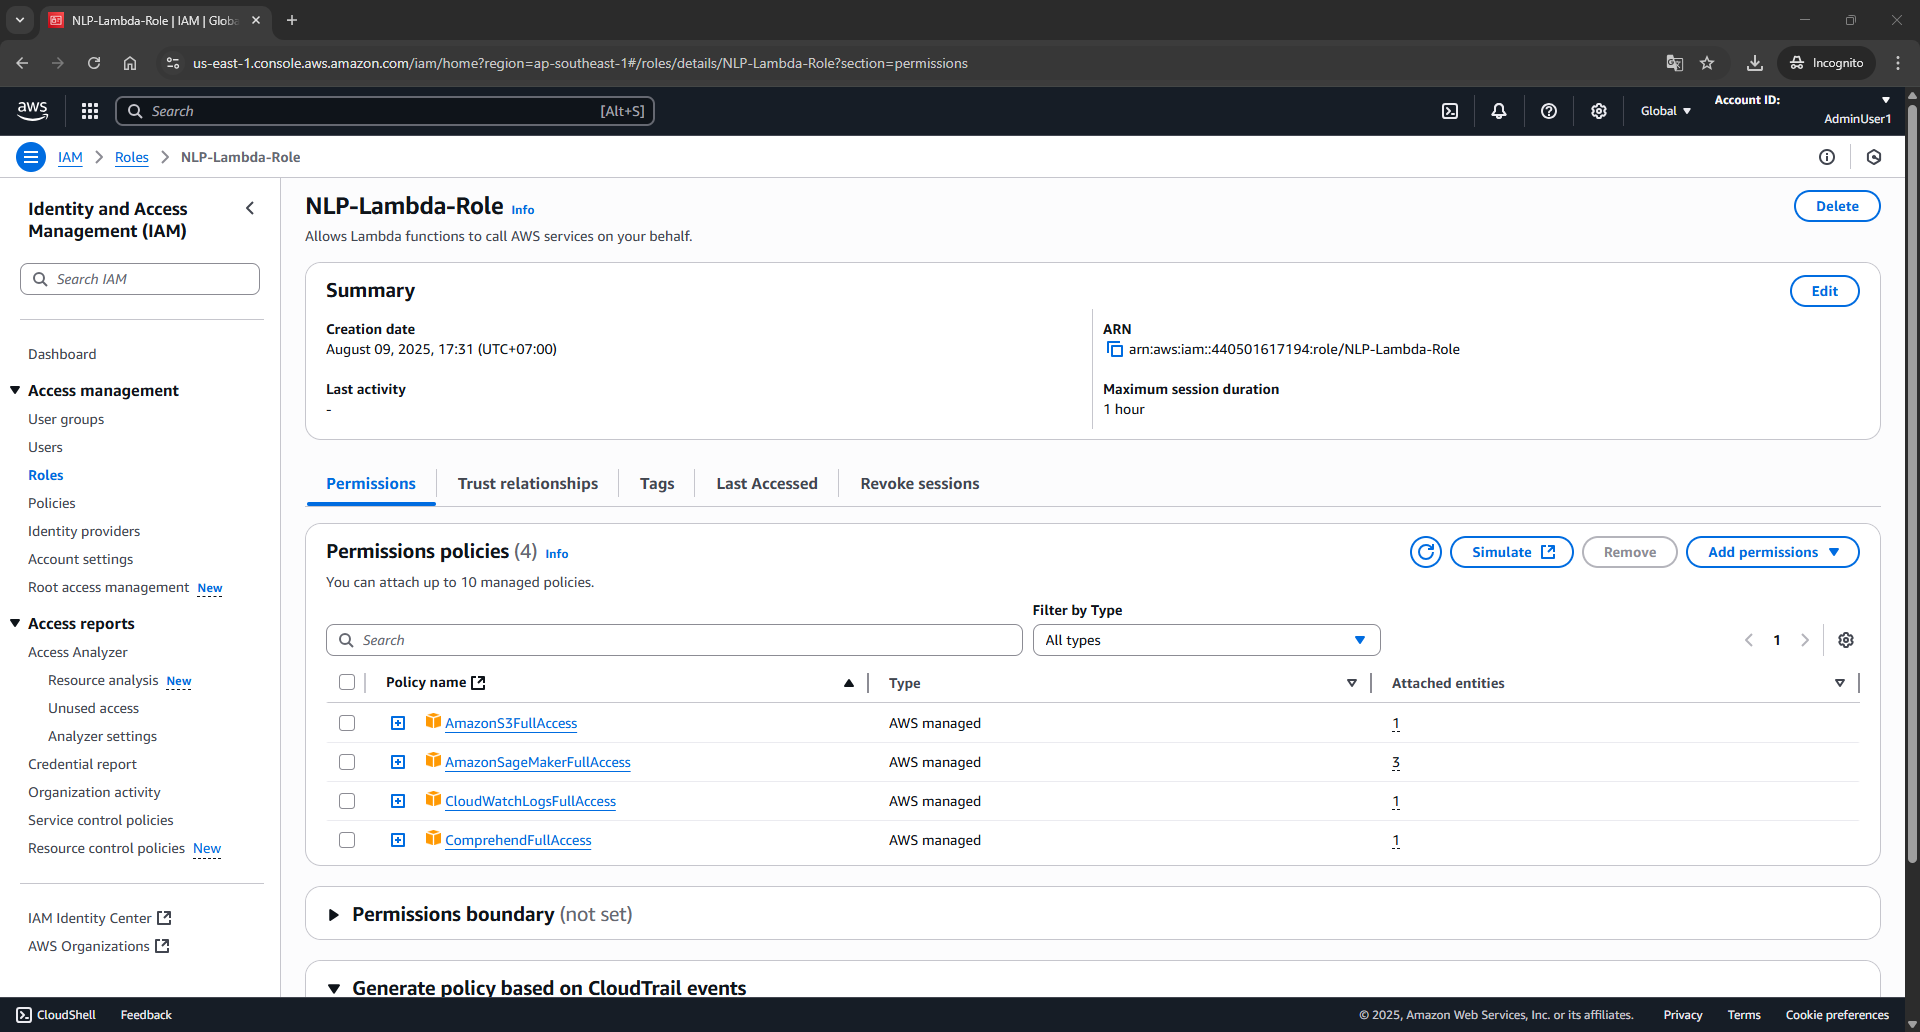 NLP-Lambda-Role | IAM | Globa
us-east-1.console.aws.amazon.com/iam/home?region=ap-southeast-1#/roles/details/NLP-Lambda-Role?section=permissions
Incognito
aws
Search [Alt+S]
Global
Account ID:
AdminUser1
IAM > Roles > NLP-Lambda-Role
Identity and Access
Management (IAM)
Search IAM
Dashboard
Access management
User groups
Users
Roles
Policies
Identity providers
Account settings
Root access management New
Access reports
Access Analyzer
Resource analysis New
Unused access
Analyzer settings
Credential report
Organization activity
Service control policies
Resource control policies New
IAM Identity Center
AWS Organizations
NLP-Lambda-Role Info
Delete
Allows Lambda functions to call AWS services on your behalf.
Summary
Edit
Creation date
August 09, 2025, 17:31 (UTC+07:00)
ARN
arn:aws:iam::440501617194:role/NLP-Lambda-Role
Last activity
-
Maximum session duration
1 hour
Permissions Trust relationships Tags Last Accessed Revoke sessions
Permissions policies (4) Info
Simulate Remove Add permissions
You can attach up to 10 managed policies.
Filter by Type
Search All types 1
Policy name Type Attached entities
AmazonS3FullAccess AWS managed 1
AmazonSageMakerFullAccess AWS managed 3
CloudWatchLogsFullAccess AWS managed 1
ComprehendFullAccess AWS managed 1
Permissions boundary (not set)
Generate policy based on CloudTrail events
CloudShell Feedback © 2025, Amazon Web Services, Inc. or its affiliates. Privacy Terms Cookie preferences